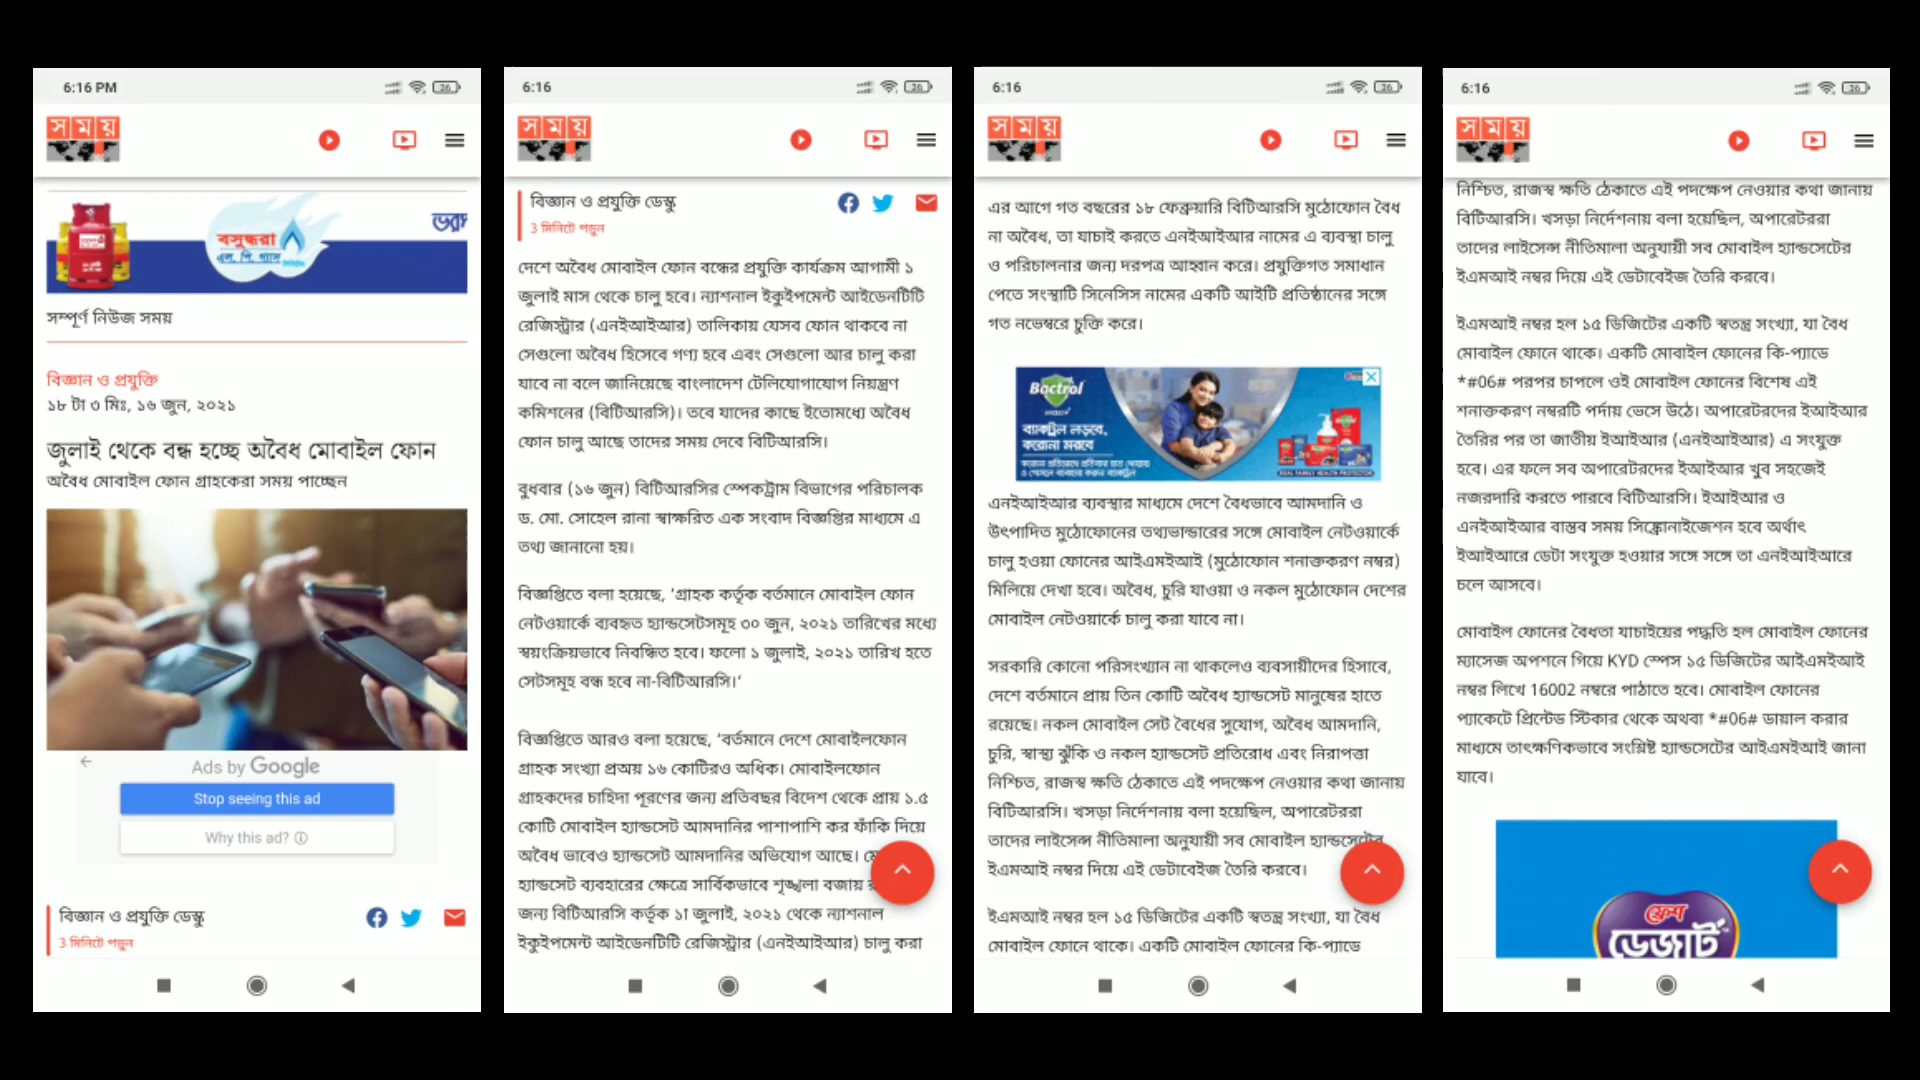 6:16 PM
36
সময়
ভরস
বসুন্ধরা
এল. পি. গ্যাস
সম্পূর্ণ নিউজ সময়
বিজ্ঞান ও প্রযুক্তি
১৮ টা ৩ মিঃ, ১৬ জুন, ২০২১
জুলাই থেকে বন্ধ হচ্ছে অবৈধ মোবাইল ফোন
অবৈধ মোবাইল ফোন গ্রাহকেরা সময় পাচ্ছেন
Ads by Google
Stop seeing this ad
Why this ad?
বিজ্ঞান ও প্রযুক্তি ডেস্ক
3 মিনিটে পড়ুন
6:16
36
সময়
বিজ্ঞান ও প্রযুক্তি ডেস্ক
3 মিনিটে পড়ুন
দেশে অবৈধ মোবাইল ফোন বন্ধের প্রযুক্তি কার্যক্রম আগামী ১
জুলাই মাস থেকে চালু হবে। ন্যাশনাল ইকুইপমেন্ট আইডেনটিটি
রেজিস্ট্রার (এনইআইআর) তালিকায় যেসব ফোন থাকবে না
সেগুলো অবৈধ হিসেবে গণ্য হবে এবং সেগুলো আর চালু করা
যাবে না বলে জানিয়েছে বাংলাদেশ টেলিযোগাযোগ নিয়ন্ত্রণ
কমিশনের (বিটিআরসি)। তবে যাদের কাছে ইতোমধ্যে অবৈধ
ফোন চালু আছে তাদের সময় দেবে বিটিআরসি।
বুধবার (১৬ জুন) বিটিআরসির স্পেকট্রাম বিভাগের পরিচালক
ড. মো. সোহেল রানা স্বাক্ষরিত এক সংবাদ বিজ্ঞপ্তির মাধ্যমে এ
তথ্য জানানো হয়।
বিজ্ঞপ্তিতে বলা হয়েছে, 'গ্রাহক কর্তৃক বর্তমানে মোবাইল ফোন
নেটওয়ার্কে ব্যবহৃত হ্যান্ডসেটসমূহ ৩০ জুন, ২০২১ তারিখের মধ্যে
স্বয়ংক্রিয়ভাবে নিবন্ধিত হবে। ফলো ১ জুলাই, ২০২১ তারিখ হতে
সেটসমূহ বন্ধ হবে না-বিটিআরসি।'
বিজ্ঞপ্তিতে আরও বলা হয়েছে, 'বর্তমানে দেশে মোবাইলফোন
গ্রাহক সংখ্যা প্রঅয় ১৬ কোটিরও অধিক। মোবাইলফোন
গ্রাহকদের চাহিদা পূরণের জন্য প্রতিবছর বিদেশ থেকে প্রায় ১.৫
কোটি মোবাইল হ্যান্ডসেট আমদানির পাশাপাশি কর ফাঁকি দিয়ে
অবৈধ ভাবেও হ্যান্ডসেট আমদানির অভিযোগ আছে।
হ্যান্ডসেট ব্যবহারের ক্ষেত্রে সার্বিকভাবে শৃঙ্খলা বজায়
জন্য বিটিআরসি কর্তৃক ১া জুলাই, ২০২১ থেকে ন্যাশনাল
ইকুইপমেন্ট আইডেনটিটি রেজিস্ট্রার (এনইআইআর) চালু করা
6:16
36
সময়
এর আগে গত বছরের ১৮ ফেব্রুয়ারি বিটিআরসি মুঠোফোন বৈধ
না অবৈধ, তা যাচাই করতে এনইআইআর নামের এ ব্যবস্থা চালু
ও পরিচালনার জন্য দরপত্র আহ্বান করে। প্রযুক্তিগত সমাধান
পেতে সংস্থাটি সিনেসিস নামের একটি আইটি প্রতিষ্ঠানের সঙ্গে
গত নভেম্বরে চুক্তি করে।
Bactrol
ব্যাকট্রল লড়বে,
করোনা মরবে
এনইআইআর ব্যবস্থার মাধ্যমে দেশে বৈধভাবে আমদানি ও
উৎপাদিত মুঠোফোনের তথ্যভান্ডারের সঙ্গে মোবাইল নেটওয়ার্কে
চালু হওয়া ফোনের আইএমইআই (মুঠোফোন শনাক্তকরণ নম্বর)
মিলিয়ে দেখা হবে। অবৈধ, চুরি যাওয়া ও নকল মুঠোফোন দেশের
মোবাইল নেটওয়ার্কে চালু করা যাবে না।
সরকারি কোনো পরিসংখ্যান না থাকলেও ব্যবসায়ীদের হিসাবে,
দেশে বর্তমানে প্রায় তিন কোটি অবৈধ হ্যান্ডসেট মানুষের হাতে
রয়েছে। নকল মোবাইল সেট বৈধের সুযোগ, অবৈধ আমদানি,
চুরি, স্বাস্থ্য ঝুঁকি ও নকল হ্যান্ডসেট প্রতিরোধ এবং নিরাপত্তা
নিশ্চিত, রাজস্ব ক্ষতি ঠেকাতে এই পদক্ষেপ নেওয়ার কথা জানায়
বিটিআরসি। খসড়া নির্দেশনায় বলা হয়েছিল, অপারেটররা
তাদের লাইসেন্স নীতিমালা অনুযায়ী সব মোবাইল হ্যান্ডসেটের
ইএমআই নম্বর দিয়ে এই ডেটাবেইজ তৈরি করবে।
ইএমআই নম্বর হল ১৫ ডিজিটের একটি স্বতন্ত্র সংখ্যা, যা বৈধ
মোবাইল ফোনে থাকে। একটি মোবাইল ফোনের কি-প্যাডে
6:16
36
সময়
নিশ্চিত, রাজস্ব ক্ষতি ঠেকাতে এই পদক্ষেপ নেওয়ার কথা জানায়
বিটিআরসি। খসড়া নির্দেশনায় বলা হয়েছিল, অপারেটররা
তাদের লাইসেন্স নীতিমালা অনুযায়ী সব মোবাইল হ্যান্ডসেটের
ইএমআই নম্বর দিয়ে এই ডেটাবেইজ তৈরি করবে।
ইএমআই নম্বর হল ১৫ ডিজিটের একটি স্বতন্ত্র সংখ্যা, যা বৈধ
মোবাইল ফোনে থাকে। একটি মোবাইল ফোনের কি-প্যাডে
*#06# পরপর চাপলে ওই মোবাইল ফোনের বিশেষ এই
শনাক্তকরণ নম্বরটি পর্দায় ভেসে উঠে। অপারেটরদের ইআইআর
তৈরির পর তা জাতীয় ইআইআর (এনইআইআর) এ সংযুক্ত
হবে। এর ফলে সব অপারেটরদের ইআইআর খুব সহজেই
নজরদারি করতে পারবে বিটিআরসি। ইআইআর ও
এনইআইআর বাস্তব সময় সিঙ্ক্রোনাইজেশন হবে অর্থাৎ
ইআইআরে ডেটা সংযুক্ত হওয়ার সঙ্গে সঙ্গে তা এনইআইআরে
চলে আসবে।
মোবাইল ফোনের বৈধতা যাচাইয়ের পদ্ধতি হল মোবাইল ফোনের
ম্যাসেজ অপশনে গিয়ে KYD স্পেস ১৫ ডিজিটের আইএমইআই
নম্বর লিখে 16002 নম্বরে পাঠাতে হবে। মোবাইল ফোনের
প্যাকেটে প্রিন্টেড স্টিকার থেকে অথবা *#06# ডায়াল করার
মাধ্যমে তাৎক্ষণিকভাবে সংশ্লিষ্ট হ্যান্ডসেটের আইএমইআই জানা
যাবে।
ফ্রেশ
ডেজার্ট